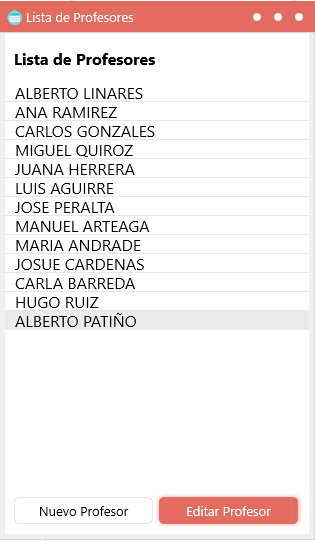 Lista de Profesores
Lista de Profesores
ALBERTO LINARES
ANA RAMIREZ
CARLOS GONZALES
MIGUEL QUIROZ
JUANA HERRERA
LUIS AGUIRRE
JOSE PERALTA
MANUEL ARTEAGA
MARIA ANDRADE
JOSUE CARDENAS
CARLA BARREDA
HUGO RUIZ
ALBERTO PATIÑO
Nuevo Profesor
Editar Profesor